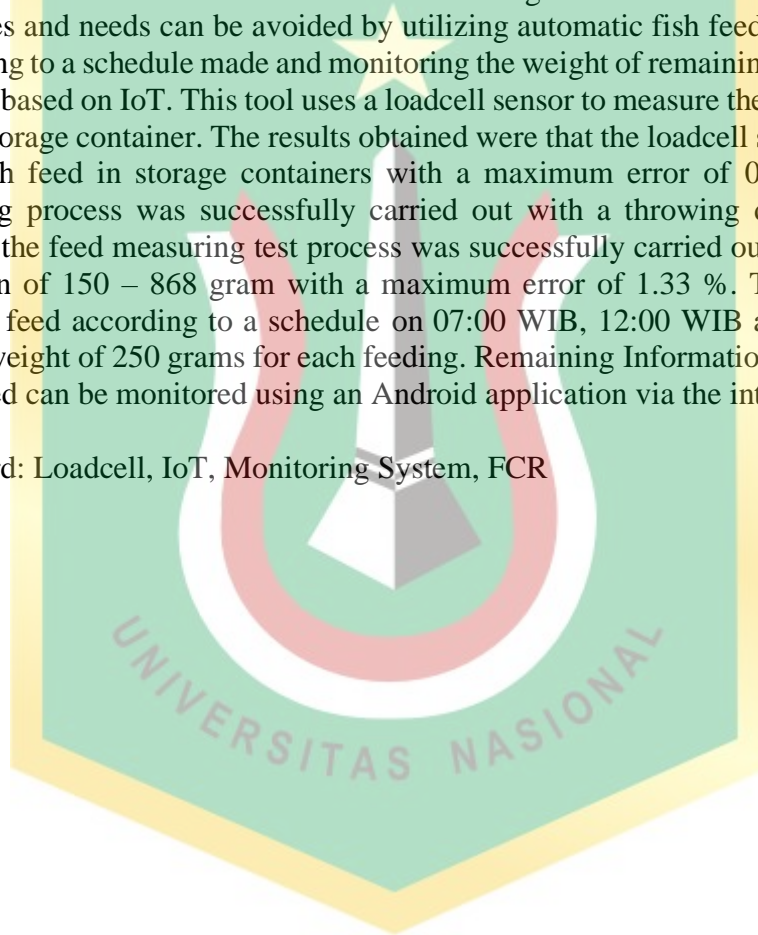 es and needs can be avoided by utilizing automatic fish feed
ng to a schedule made and monitoring the weight of remainin
based on IoT. This tool uses a loadcell sensor to measure the
orage container. The results obtained were that the loadcell s
h feed in storage containers with a maximum error of 0
g process was successfully carried out with a throwing
the feed measuring test process was successfully carried ou
n of 150 – 868 gram with a maximum error of 1.33 %. T
feed according to a schedule on 07:00 WIB, 12:00 WIB a
weight of 250 grams for each feeding. Remaining Informatio
ed can be monitored using an Android application via the int
rd: Loadcell, IoT, Monitoring System, FCR
UNIVERSITAS NASIONAL